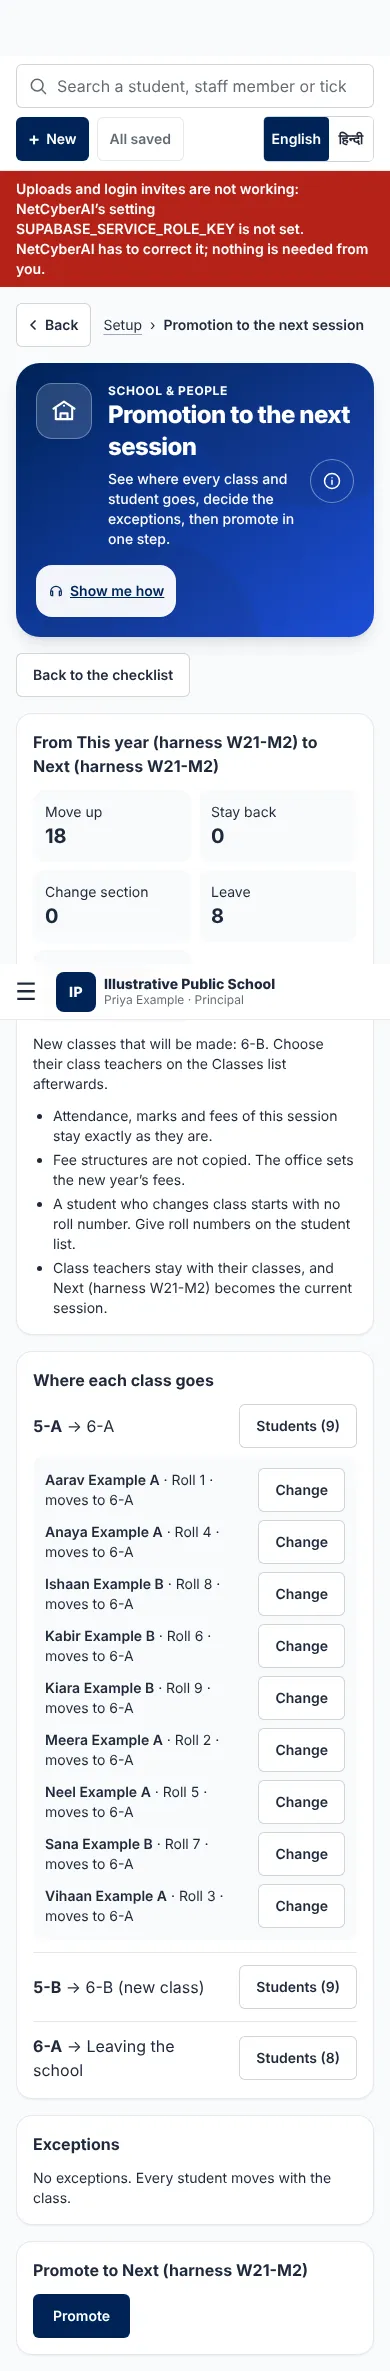 Search a student, staff member or tick
+ New
All saved
English
हिन्दी
Uploads and login invites are not working:
NetCyberAI's setting
SUPABASE_SERVICE_ROLE_KEY is not set.
NetCyberAI has to correct it; nothing is needed from
you.
Back
Setup › Promotion to the next session
SCHOOL & PEOPLE
Promotion to the next
session
See where every class and
student goes, decide the
exceptions, then promote in
one step.
Show me how
Back to the checklist
From This year (harness W21-M2) to
Next (harness W21-M2)
Move up
18
Stay back
0
Change section
0
Leave
8
IP
Illustrative Public School
Priya Example · Principal
New classes that will be made: 6-B. Choose
their class teachers on the Classes list
afterwards.
• Attendance, marks and fees of this session
stay exactly as they are.
• Fee structures are not copied. The office sets
the new year's fees.
• A student who changes class starts with no
roll number. Give roll numbers on the student
list.
• Class teachers stay with their classes, and
Next (harness W21-M2) becomes the current
session.
Where each class goes
5-A → 6-A
Students (9)
Aarav Example A · Roll 1 ·
moves to 6-A
Change
Anaya Example A · Roll 4 ·
moves to 6-A
Change
Ishaan Example B · Roll 8 ·
moves to 6-A
Change
Kabir Example B · Roll 6 ·
moves to 6-A
Change
Kiara Example B · Roll 9 ·
moves to 6-A
Change
Meera Example A · Roll 2 ·
moves to 6-A
Change
Neel Example A · Roll 5 ·
moves to 6-A
Change
Sana Example B · Roll 7 ·
moves to 6-A
Change
Vihaan Example A · Roll 3 ·
moves to 6-A
Change
5-B → 6-B (new class)
Students (9)
6-A → Leaving the
school
Students (8)
Exceptions
No exceptions. Every student moves with the
class.
Promote to Next (harness W21-M2)
Promote